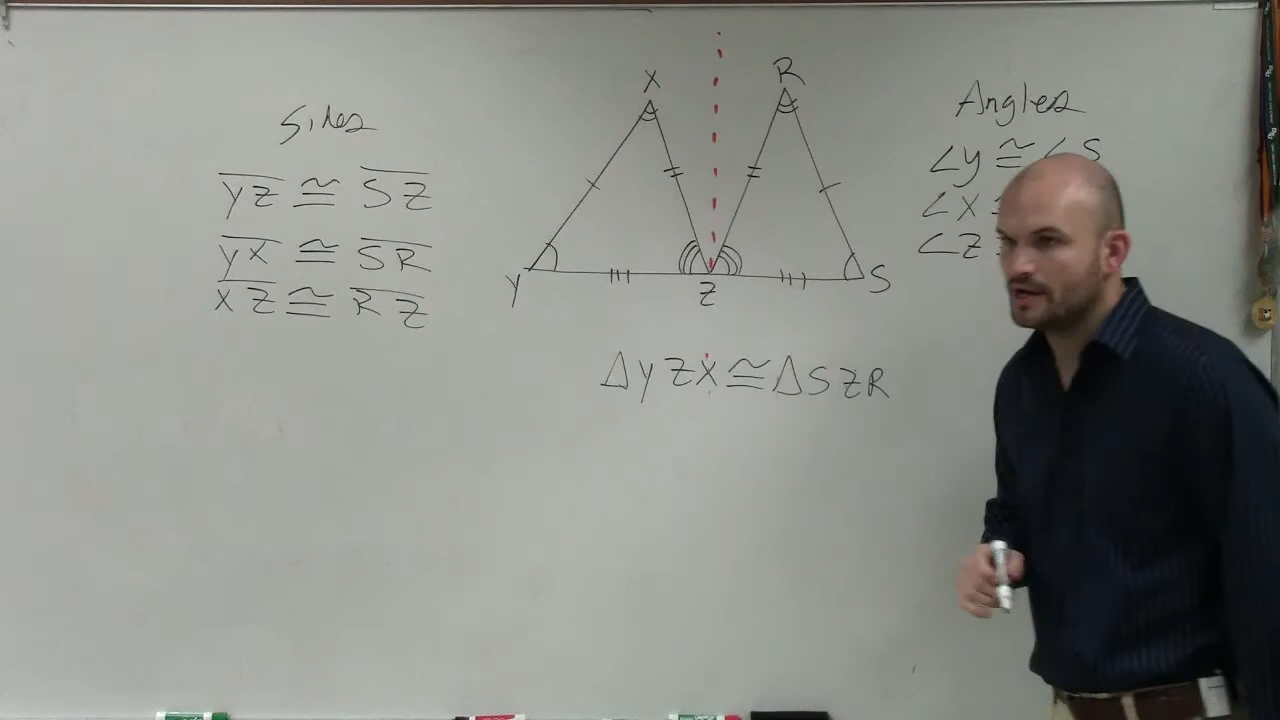 Sides
YZ ≅ SZ
YX ≅ SR
XZ ≅ RZ
X
R
Y
Z
S
ΔYZX ≅ ΔSZR
Angles
∠Y ≅ ∠S
∠X
∠Z